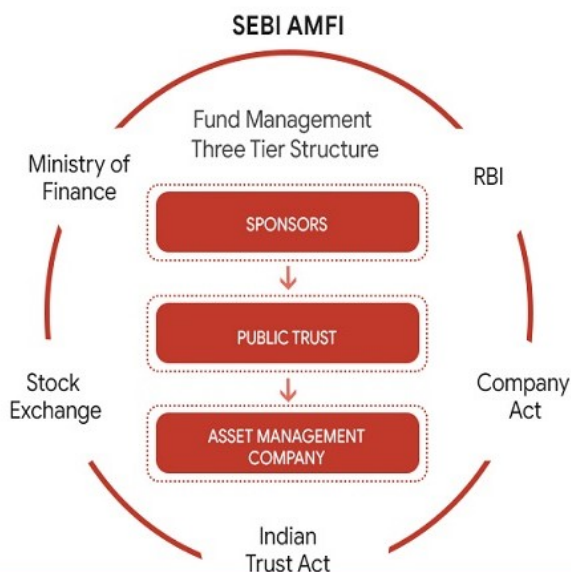 SEBI AMFI
Fund Management
Three Tier Structure
Ministry of
Finance
RBI
SPONSORS
PUBLIC TRUST
Stock
Exchange
Company
Act
ASSET MANAGEMENT
COMPANY
Indian
Trust Act